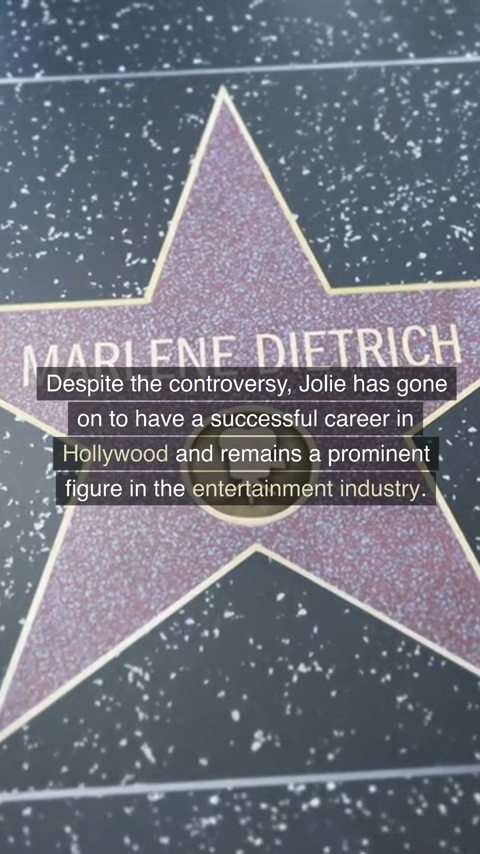 MARLENE DIETRICH
Despite the controversy, Jolie has gone
on to have a successful career in
Hollywood and remains a prominent
figure in the entertainment industry.